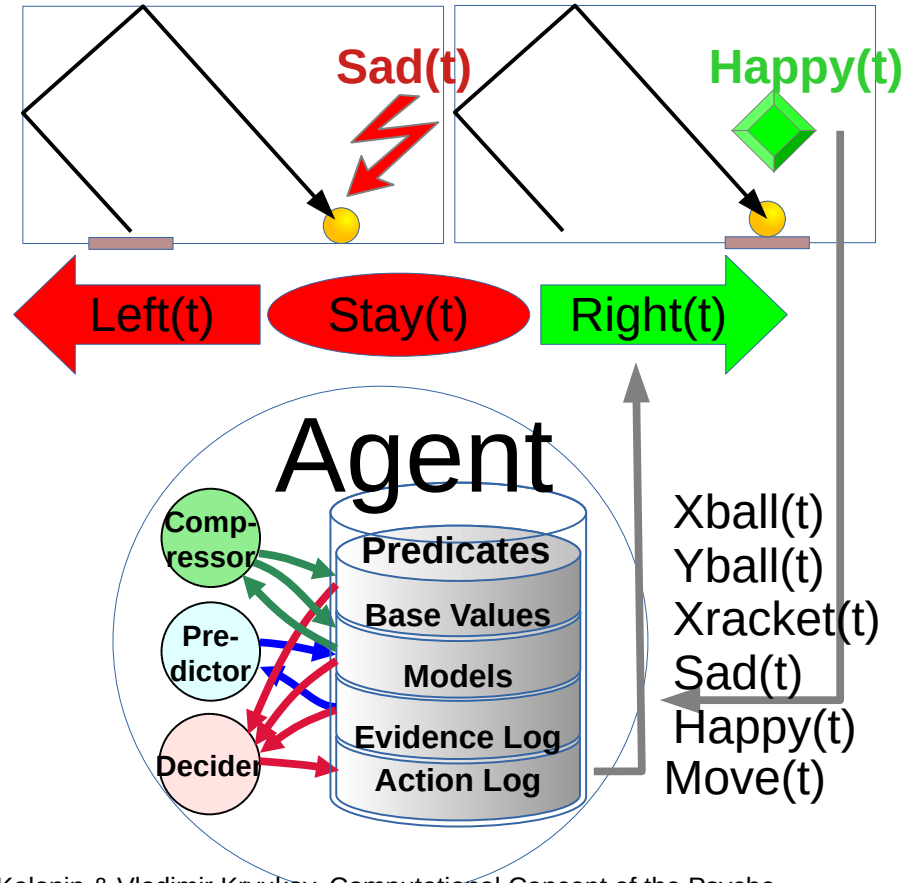 Sad(t)
Happy(t)
Left(t)
Stay(t)
Right(t)
Agent
Comp-
ressor
Pre-
dictor
Decider
Predicates
Base Values
Models
Evidence Log
Action Log
Xball(t)
Yball(t)
Xracket(t)
Sad(t)
Happy(t)
Move(t)
& Vladimir Computational Concept of the Psyche